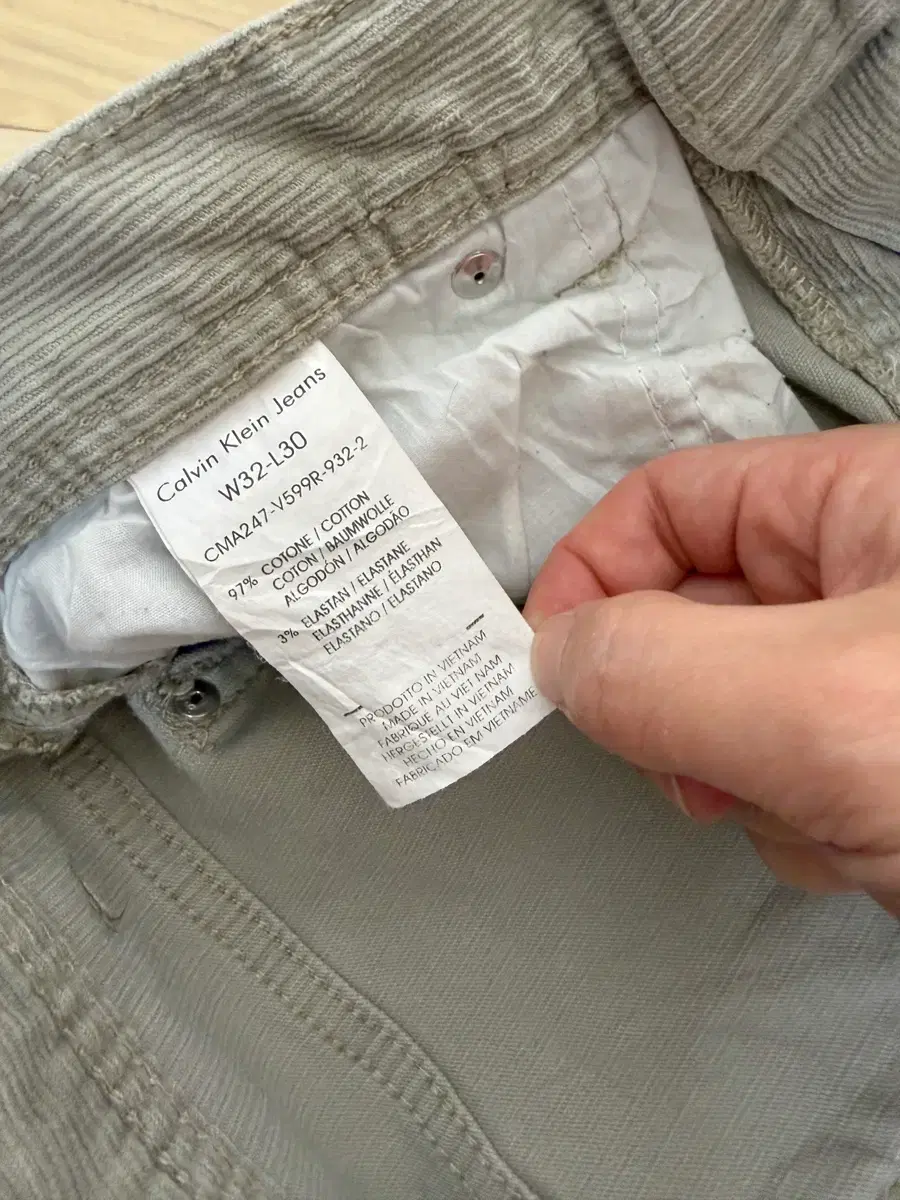 Calvin Klein Jeans
W32-L30
CMA247-V599R-932-2
97% COTONE / COTTON
COTON / BAUMWOLLE
ALGODÓN / ALGODÃO
3% ELASTAN / ELASTANE
ELASTHANNE / ÉLASTHAN
ELASTANO / ELASTANO
PRODOTTO IN VIETNAM
MADE IN VIETNAM
FABRIQUE AU VIET NAM
HERGESTELLT IN VIETNAM
HECHO EN VIETNAM
FABRICADO EM VIETNAME